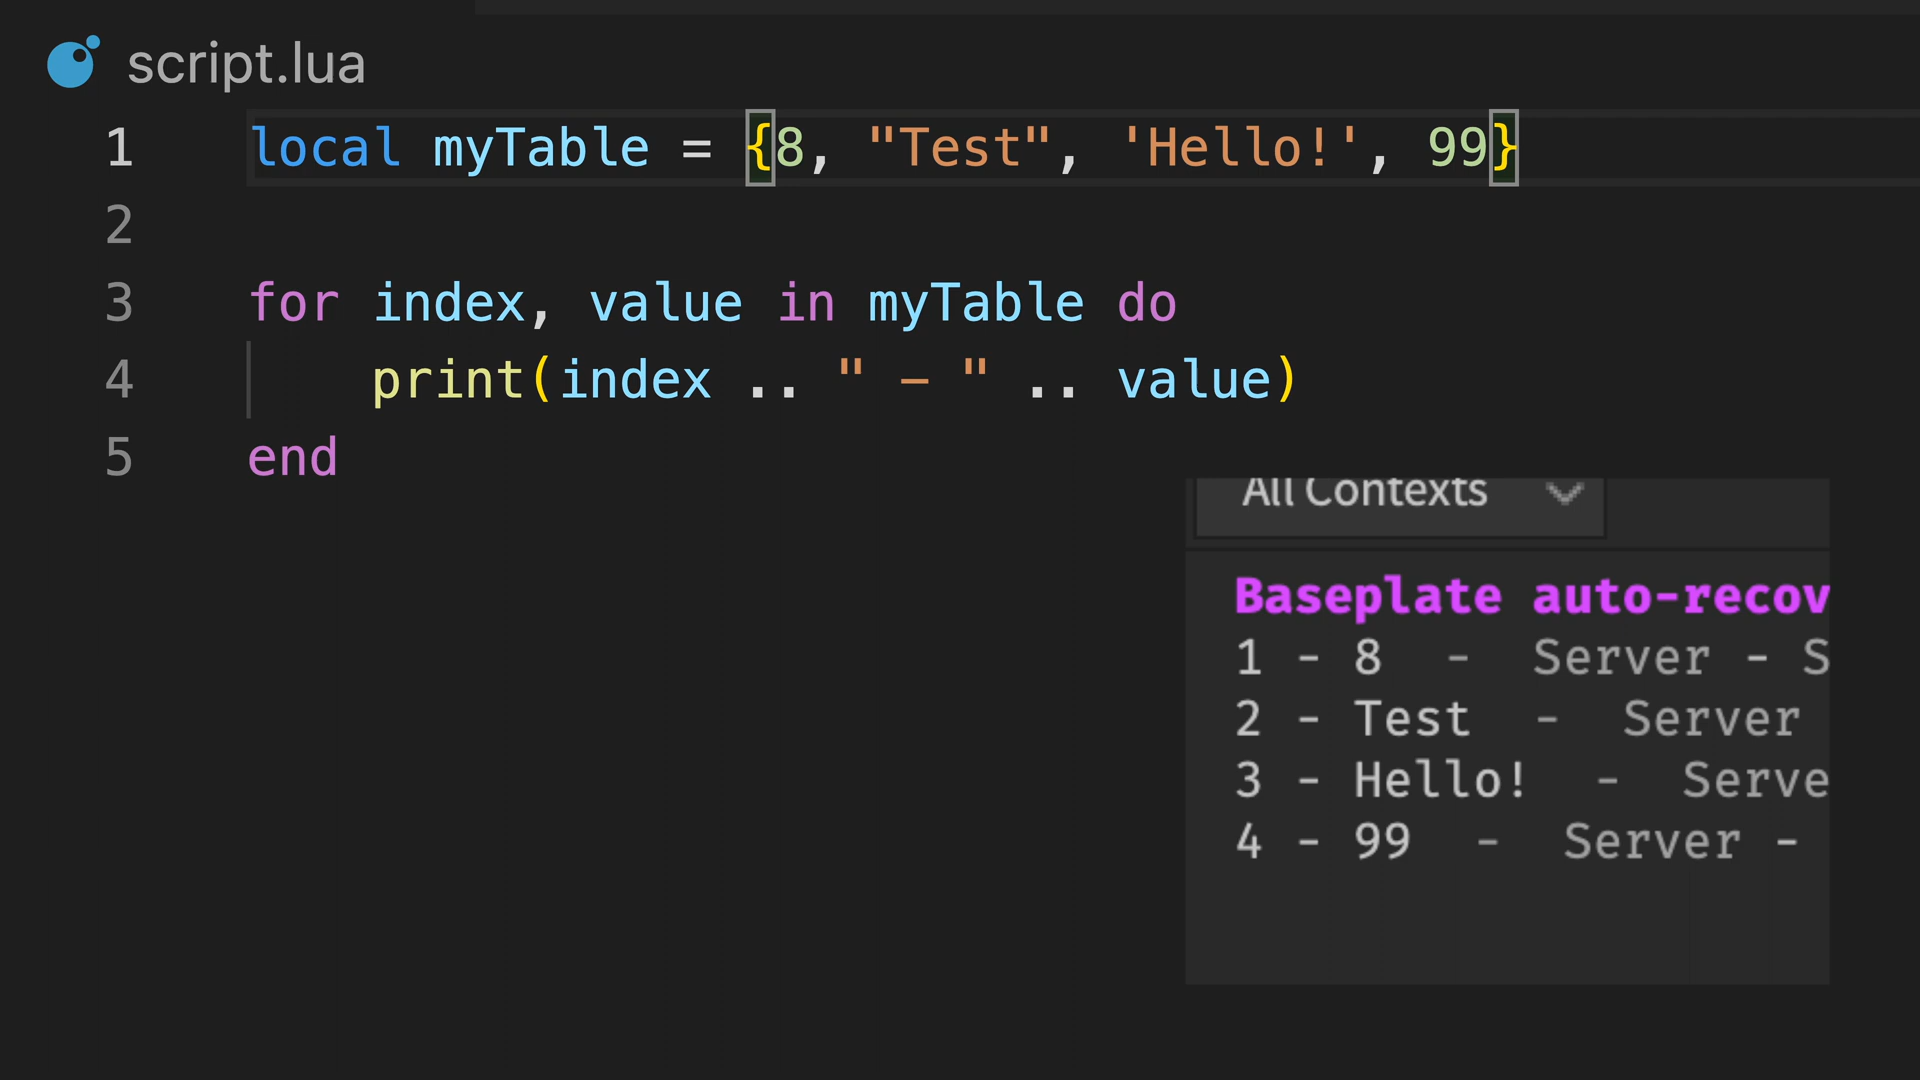 script.lua
1 local myTable = {8, "Test", 'Hello!', 99}
2
3 for index, value in myTable do
4     print(index .. " – " .. value)
5 end
All Contexts
Baseplate auto-recov
1 - 8 - Server - S
2 - Test - Server
3 - Hello! - Serve
4 - 99 - Server -